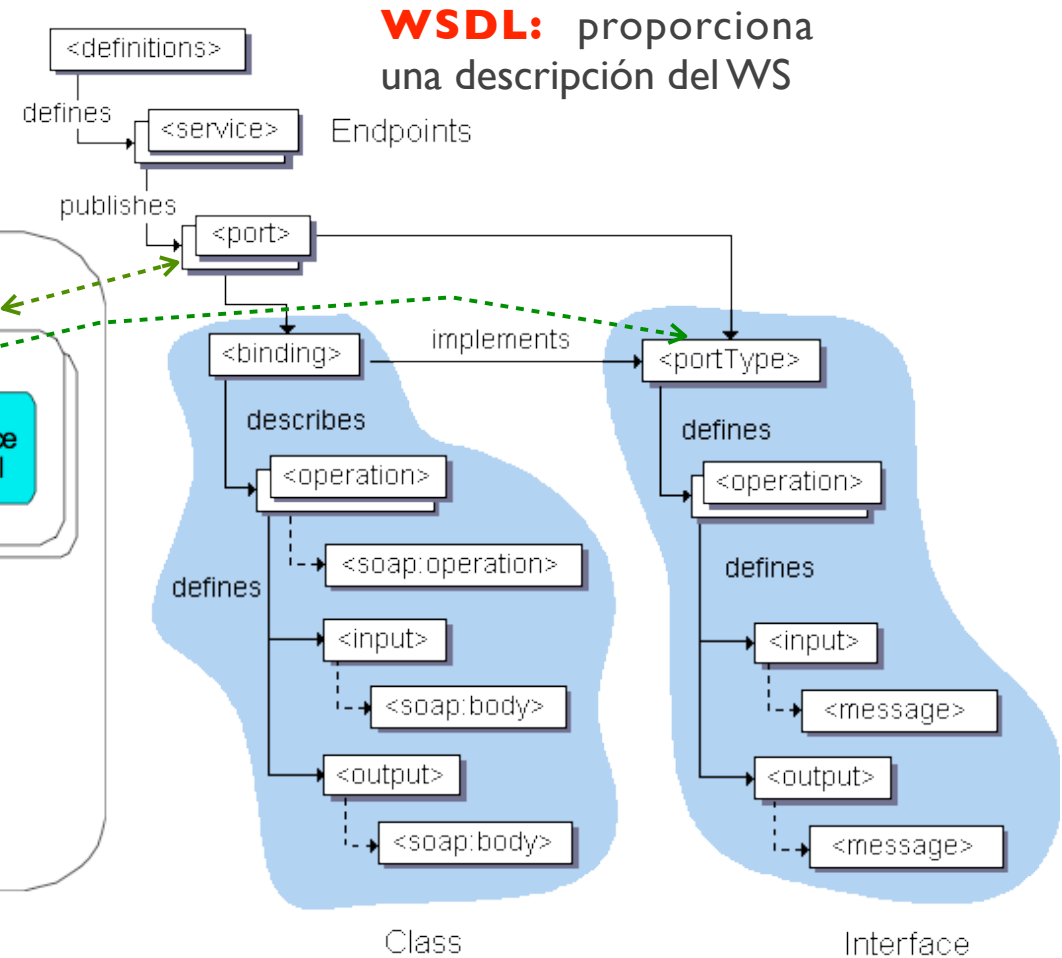 WSDL: proporciona
una descripción del WS
<definitions>
defines
<service>
Endpoints
publishes
<port>
<binding>
implements
<portType>
describes
defines
<operation>
<operation>
<soap:operation>
defines
defines
<input>
<input>
<soap:body>
<message>
<output>
<output>
<soap:body>
<message>
Class
Interface